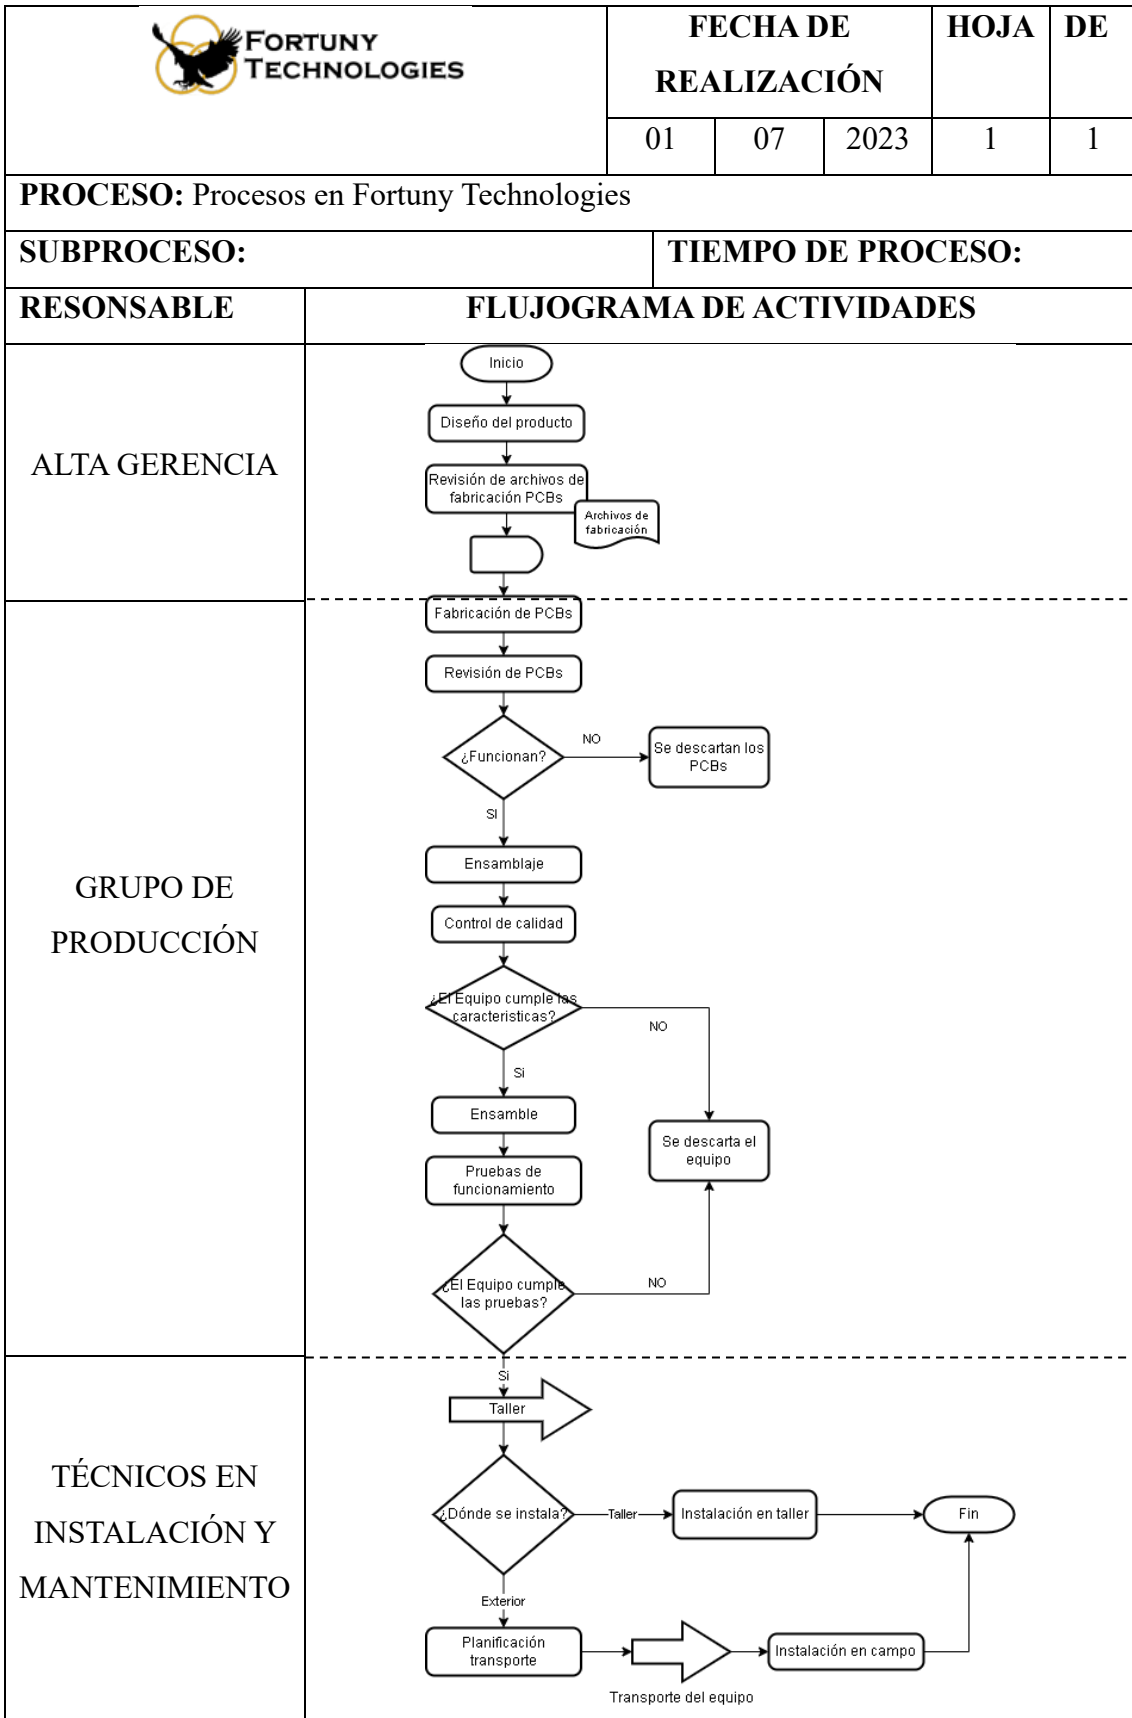 FORTUNY
TECHNOLOGIES
FECHA DE
REALIZACIÓN
HOJA
DE
01
07
2023
1
1
PROCESO: Procesos en Fortuny Technologies
SUBPROCESO:
TIEMPO DE PROCESO:
RESONSABLE
FLUJOGRAMA DE ACTIVIDADES
ALTA GERENCIA
Inicio
Diseño del producto
Revisión de archivos de
fabricación PCBs
Archivos de
fabricación
GRUPO DE
PRODUCCIÓN
Fabricación de PCBs
Revisión de PCBs
¿Funcionan?
NO
Se descartan los
PCBs
SI
Ensamblaje
Control de calidad
¿El Equipo cumple las
caracteristicas?
NO
Si
Ensamble
Se descarta el
equipo
Pruebas de
funcionamiento
¿El Equipo cumple
las pruebas?
NO
TÉCNICOS EN
INSTALACIÓN Y
MANTENIMIENTO
Si
Taller
¿Dónde se instala?
Taller
Instalación en taller
Fin
Exterior
Planificación
transporte
Transporte del equipo
Instalación en campo